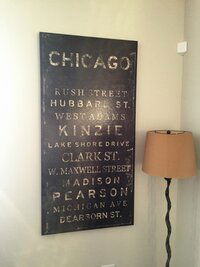 CHICAGO
RUSH STREET
HUBBARD ST.
WEST ADAMS
KINZIE
LAKE SHORE DRIVE
CLARK ST.
W. MAXWELL STREET
MADISON
PEARSON
MICHIGAN AVE
DEARBORN ST.